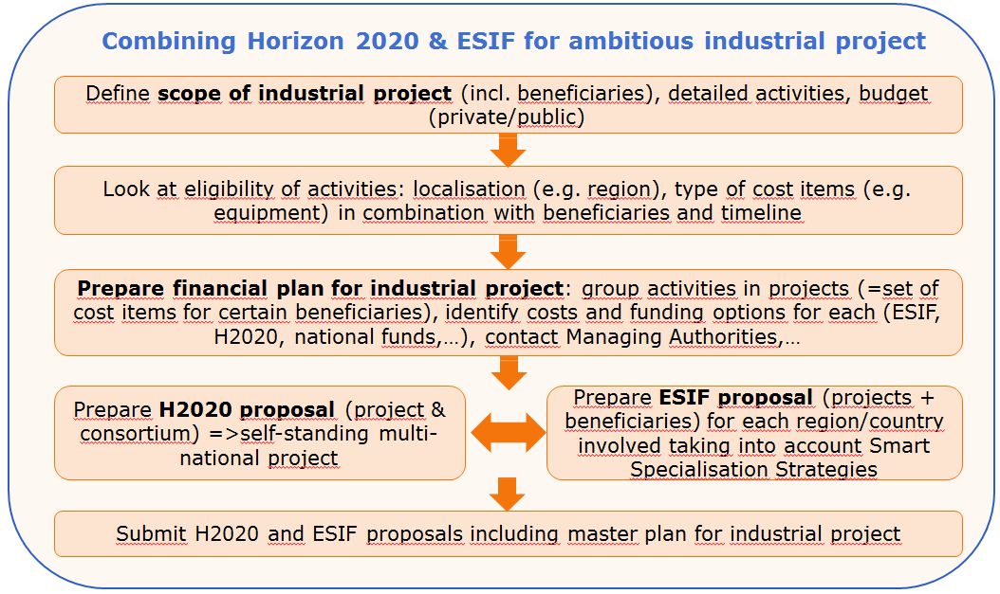 Combining Horizon 2020 & ESIF for ambitious industrial project
Define scope of industrial project (incl. beneficiaries), detailed activities, budget
(private/public)
Look at eligibility of activities: localisation (e.g. region), type of cost items (e.g.
equipment) in combination with beneficiaries and timeline
Prepare financial plan for industrial project: group activities in projects (=set of
cost items for certain beneficiaries), identify costs and funding options for each (ESIF,
H2020, national funds,…), contact Managing Authorities,…
Prepare H2020 proposal (project &
consortium) =>self-standing multi-
national project
Prepare ESIF proposal (projects +
beneficiaries) for each region/country
involved taking into account Smart
Specialisation Strategies
Submit H2020 and ESIF proposals including master plan for industrial project